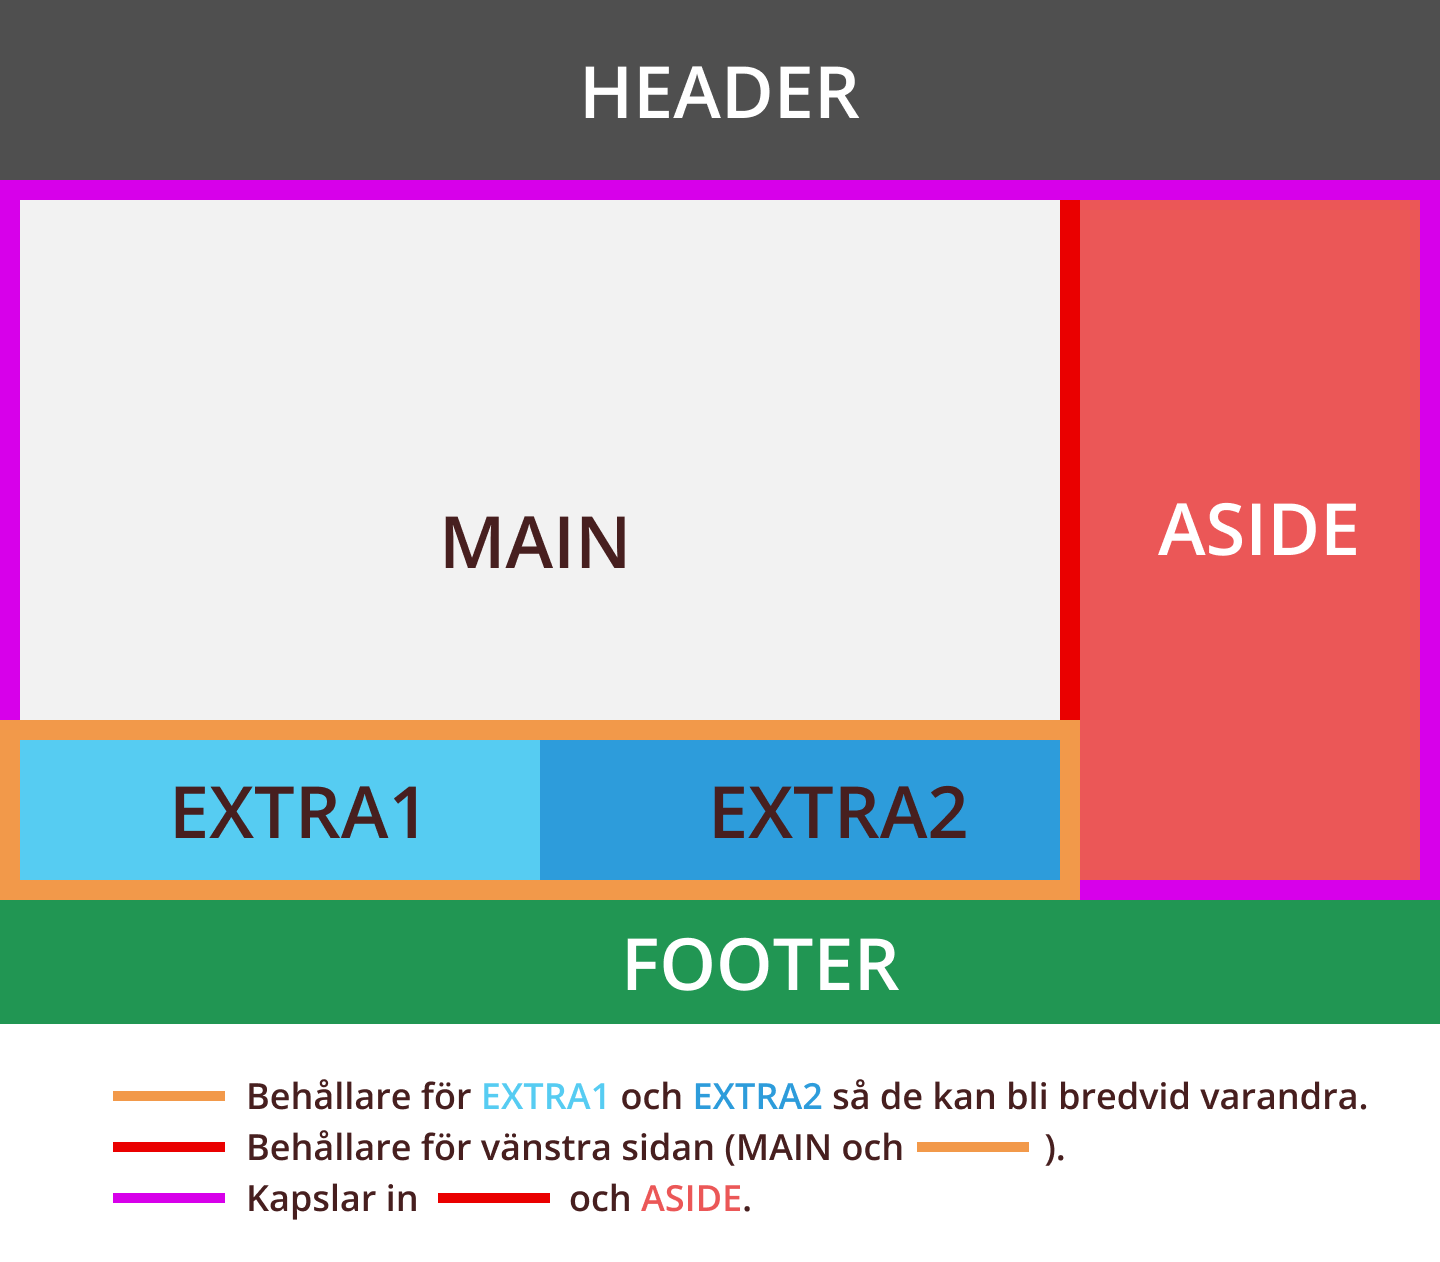 HEADER
MAIN
ASIDE
EXTRA1
EXTRA2
FOOTER
Behållare för EXTRA1 och EXTRA2 så de kan bli bredvid varandra.
Behållare för vänstra sidan (MAIN och ).
Kapslar in och ASIDE.